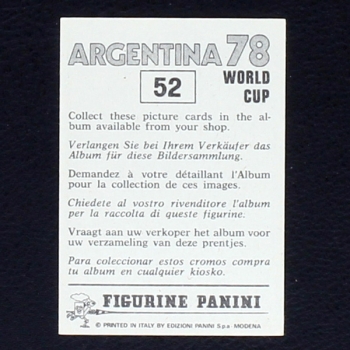 ARGENTINA 78
52
WORLD
CUP
Collect these picture cards in the al-
bum available from your shop.
Verlangen Sie bei Ihrem Verkäufer das
Album für diese Bildersammlung.
Demandez à votre détaillant l'Album
pour la collection de ces images.
Chiedete al vostro rivenditore l'album
per la raccolta di queste figurine.
Vraagt aan uw verkoper het album voor
uw verzameling van deze prentjes.
Para coleccionar estos cromos compra
tu album en cualquier kiosko.
FIGURINE PANINI
© PRINTED IN ITALY BY EDIZIONI PANINI S.p.a. MODENA